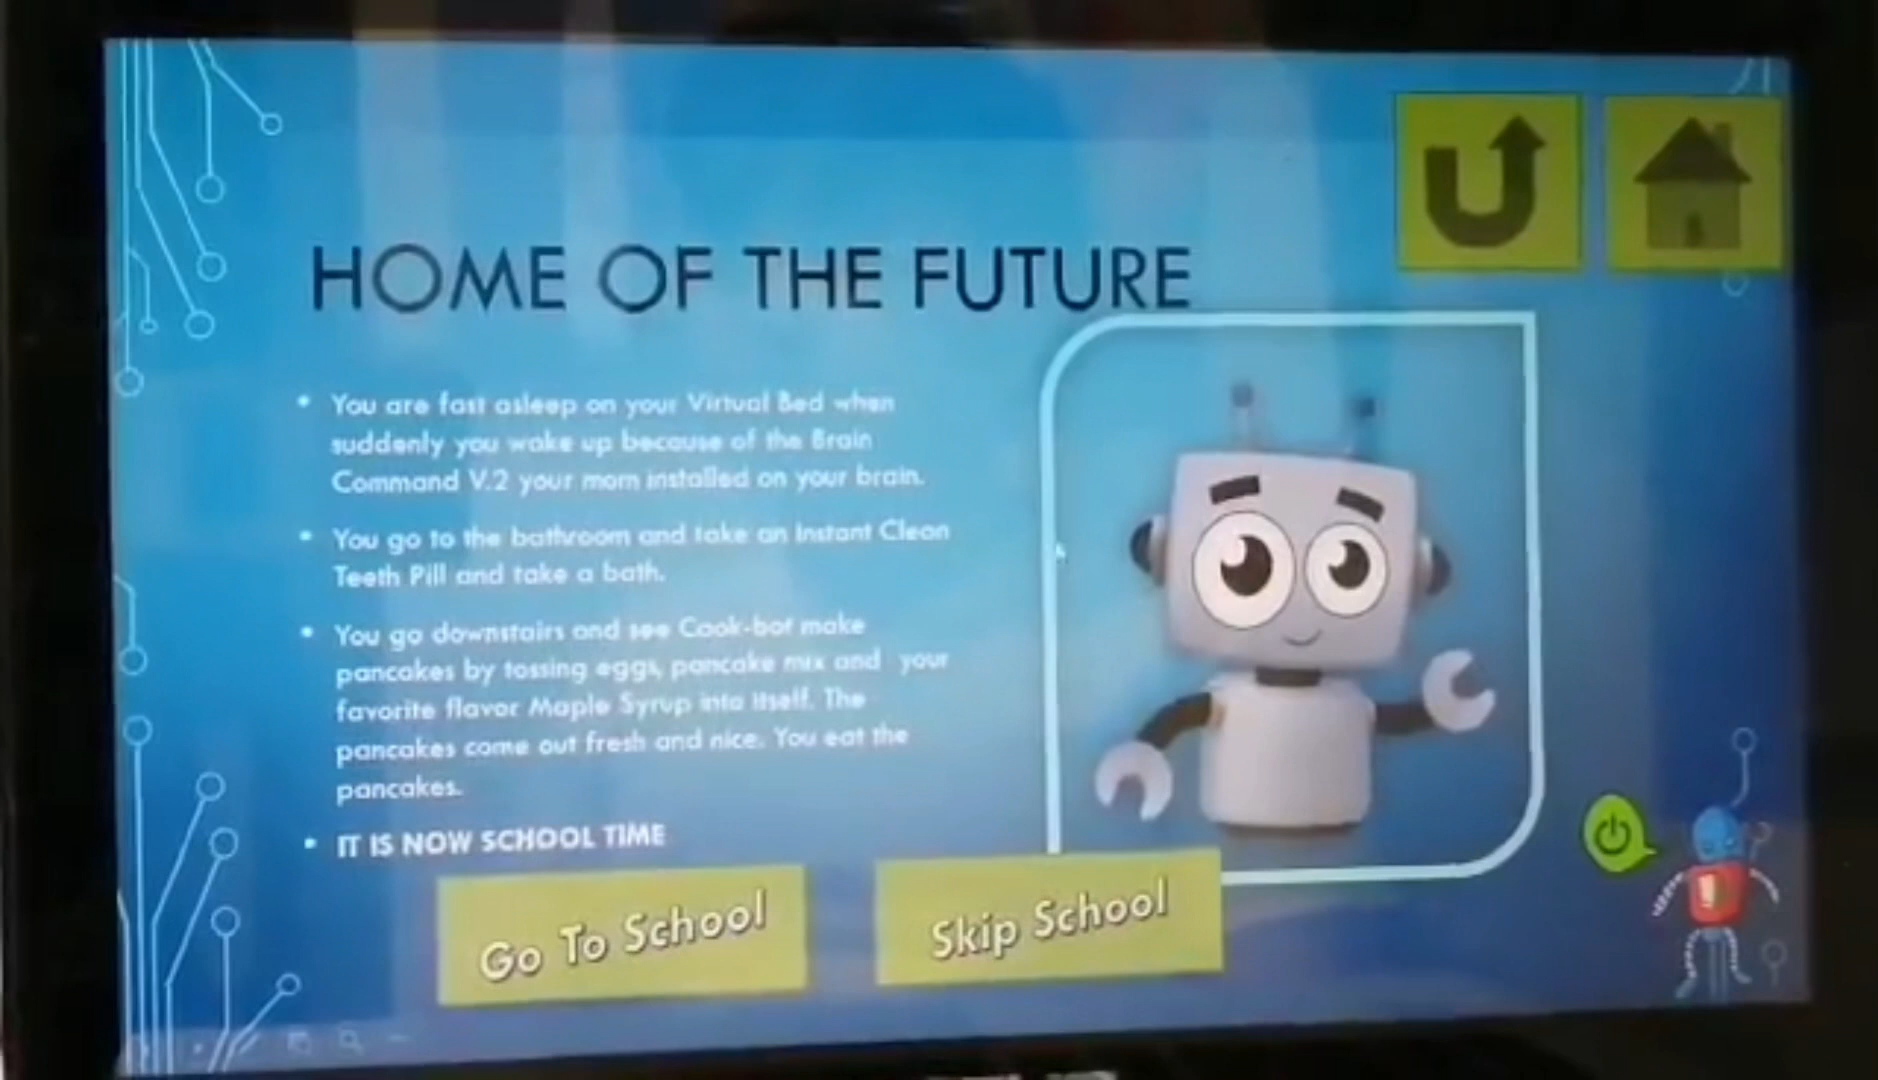 HOME OF THE FUTURE
• You are fast asleep on your Virtual Bed when
suddenly you wake up because of the Brain
Command V.2 your mom installed on your brain.
• You go to the bathroom and take an Instant Clean
Teeth Pill and take a bath.
• You go downstairs and see Cook-bot make
pancakes by tossing eggs, pancake mix and your
favorite flavor Maple Syrup into itself. The
pancakes come out fresh and nice. You eat the
pancakes.
• IT IS NOW SCHOOL TIME
Go To School
Skip School